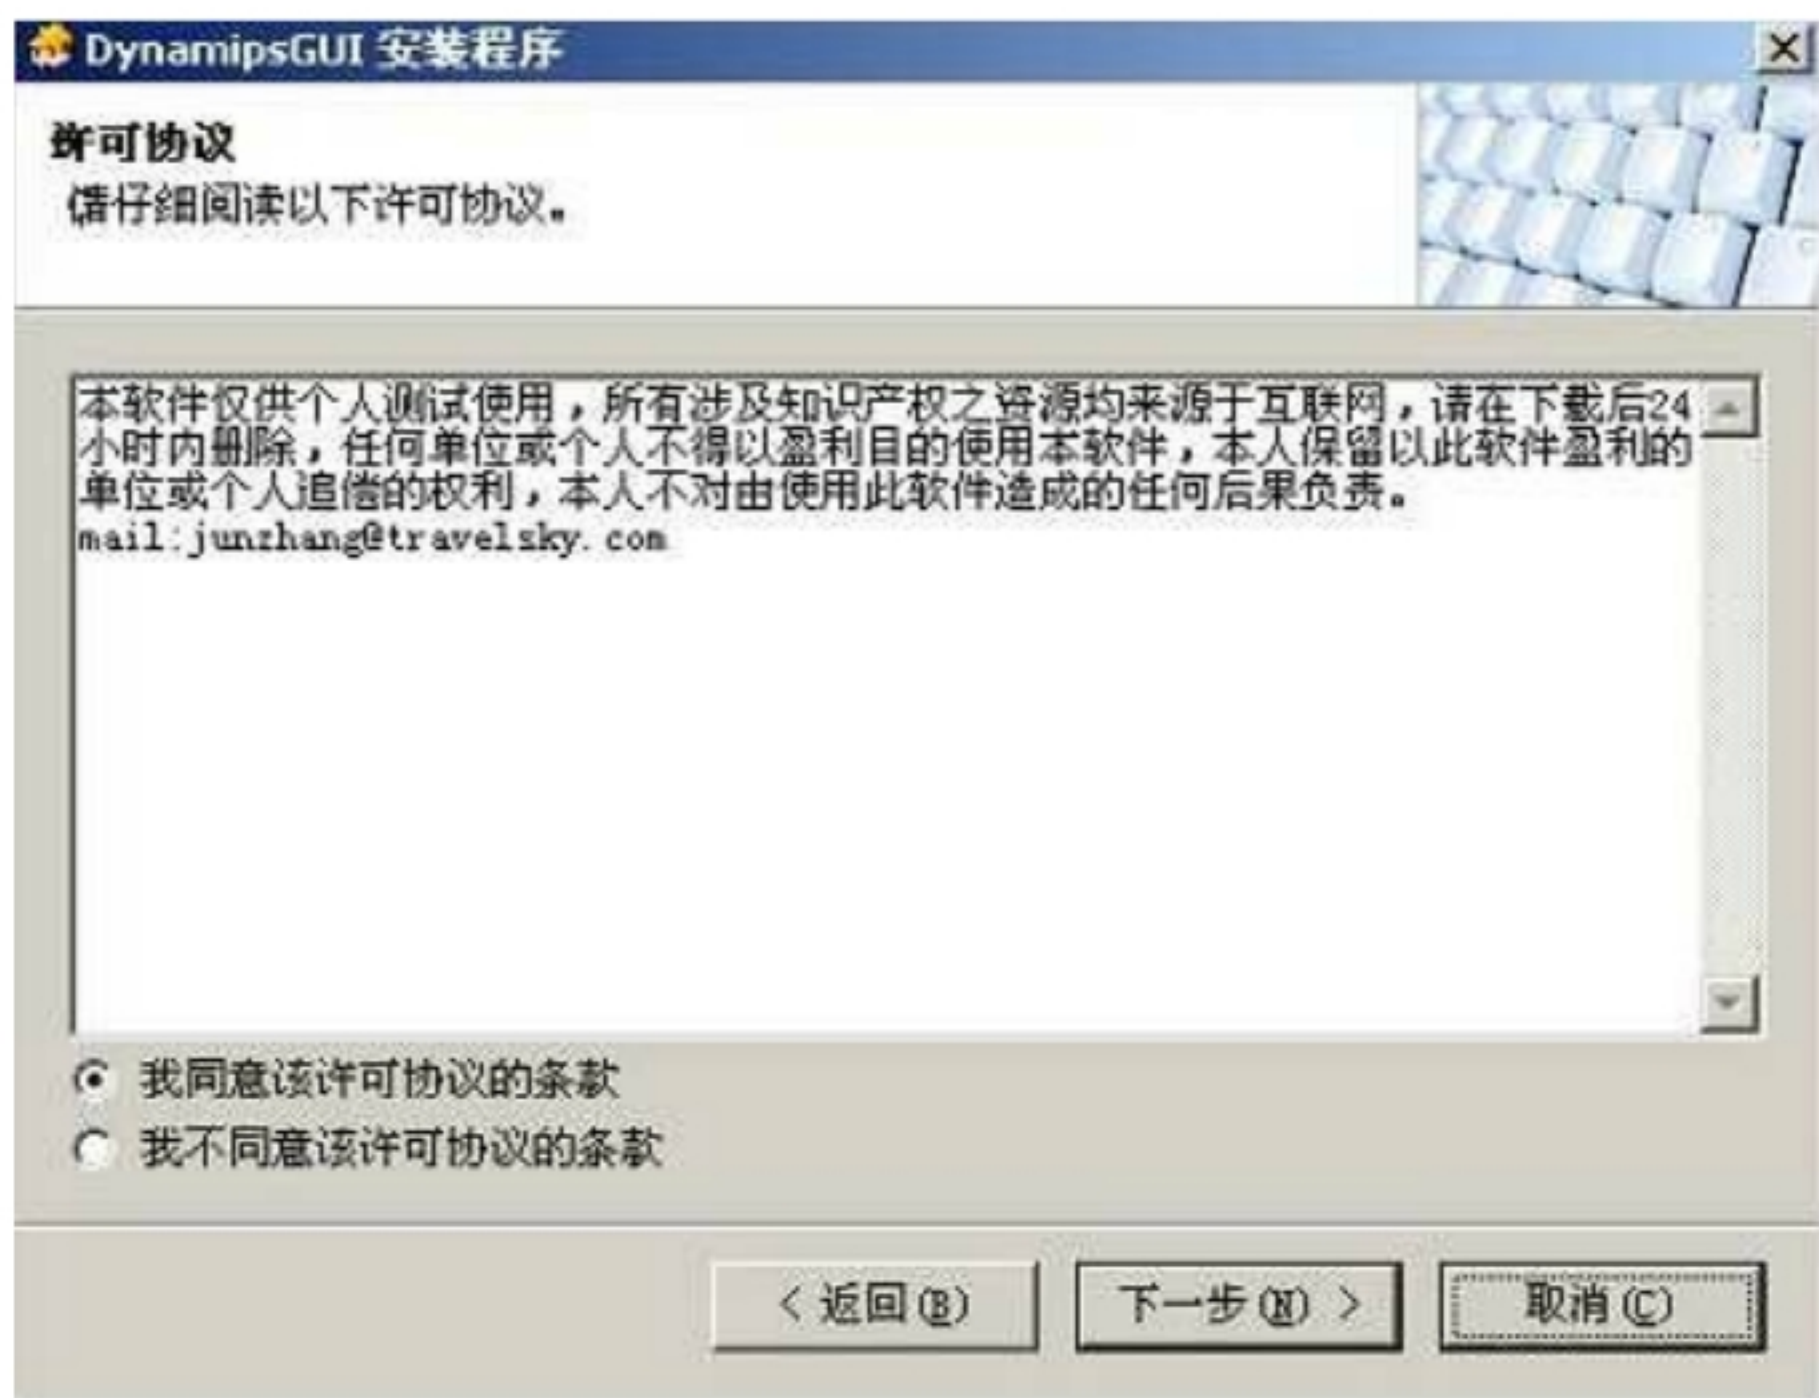 DynamipsGUI 安装程序
许可协议
请仔细阅读以下许可协议。
本软件仅供个人测试使用，所有涉及知识产权之资源均来源于互联网，请在下载后24
小时内删除，任何单位或个人不得以盈利目的使用本软件，本人保留以此软件盈利的
单位或个人追偿的权利，本人不对由使用此软件造成的任何后果负责。
mail:junzhang@travelsky.com
我同意该许可协议的条款
我不同意该许可协议的条款
< 返回(B) 下一步(N) > 取消(C)